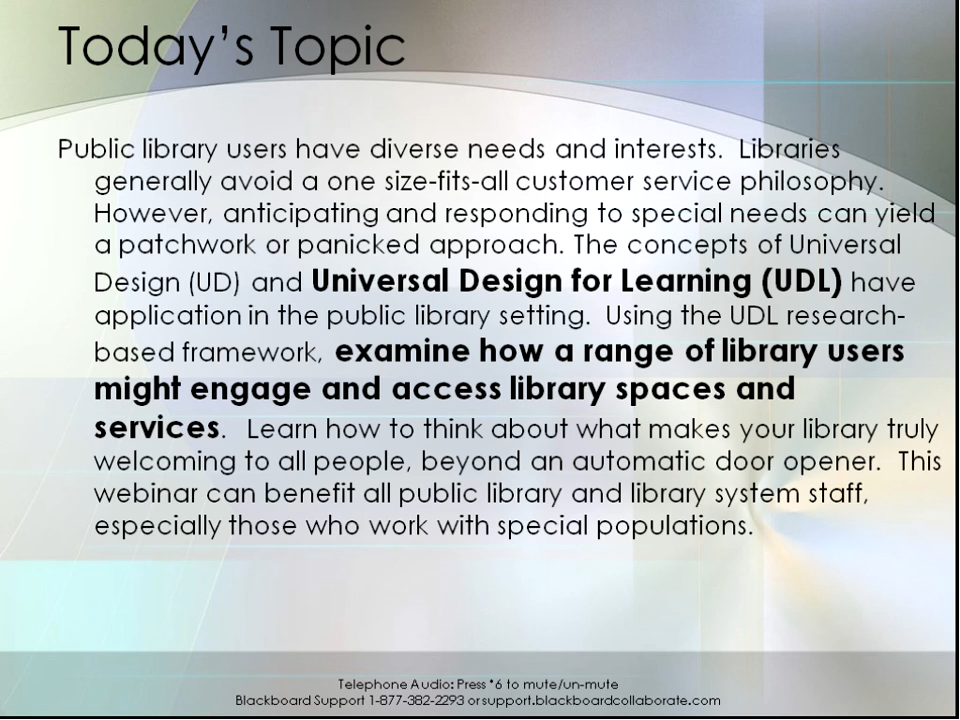 Today's Topic
Public library users have diverse needs and interests.  Libraries
generally avoid a one size-fits-all customer service philosophy.
However, anticipating and responding to special needs can yield
a patchwork or panicked approach. The concepts of Universal
Design (UD) and Universal Design for Learning (UDL) have
application in the public library setting.  Using the UDL research-
based framework, examine how a range of library users
might engage and access library spaces and
services.  Learn how to think about what makes your library truly
welcoming to all people, beyond an automatic door opener.  This
webinar can benefit all public library and library system staff,
especially those who work with special populations.
Telephone Audio: Press *6 to mute/un-mute
Blackboard Support 1-877-382-2293 or support.blackboardcollaborate.com